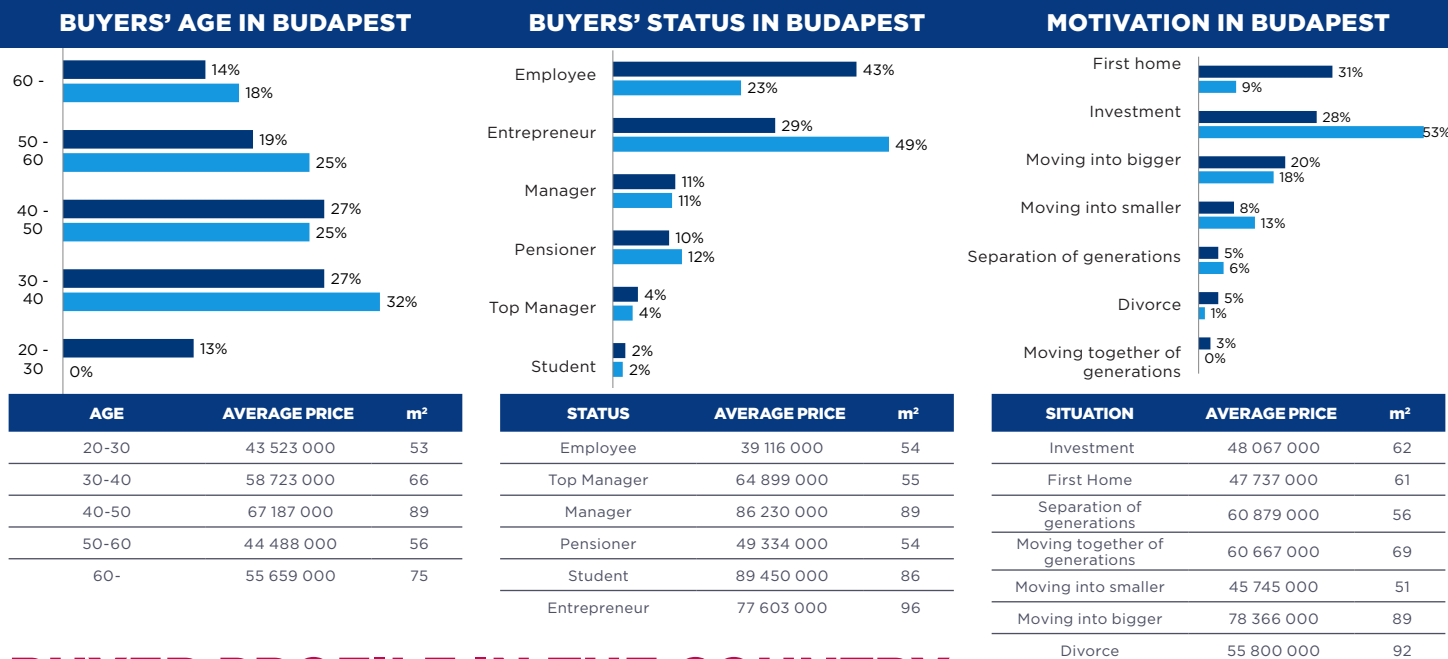 BUYERS' AGE IN BUDAPEST
60 -
14%
18%
50 -
60
19%
25%
40 -
50
27%
25%
30 -
40
27%
32%
20 -
30
13%
0%
AGE AVERAGE PRICE m²
20-30 43 523 000 53
30-40 58 723 000 66
40-50 67 187 000 89
50-60 44 488 000 56
60- 55 659 000 75
BUYERS' STATUS IN BUDAPEST
Employee
43%
23%
Entrepreneur
29%
49%
Manager
11%
11%
Pensioner
10%
12%
Top Manager
4%
4%
Student
2%
2%
STATUS AVERAGE PRICE m²
Employee 39 116 000 54
Top Manager 64 899 000 55
Manager 86 230 000 89
Pensioner 49 334 000 54
Student 89 450 000 86
Entrepreneur 77 603 000 96
MOTIVATION IN BUDAPEST
First home
31%
9%
Investment
28%
53%
Moving into bigger
20%
18%
Moving into smaller
8%
13%
Separation of generations
5%
6%
Divorce
5%
1%
Moving together of
generations
3%
0%
SITUATION AVERAGE PRICE m²
Investment 48 067 000 62
First Home 47 737 000 61
Separation of
generations 60 879 000 56
Moving together of
generations 60 667 000 69
Moving into smaller 45 745 000 51
Moving into bigger 78 366 000 89
Divorce 55 800 000 92